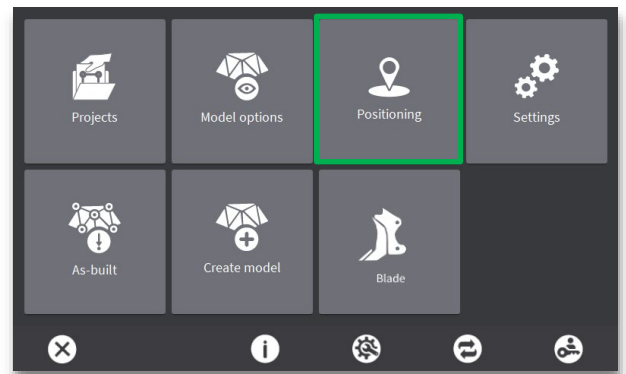 Projects
Model options
Positioning
Settings
As-built
Create model
Blade